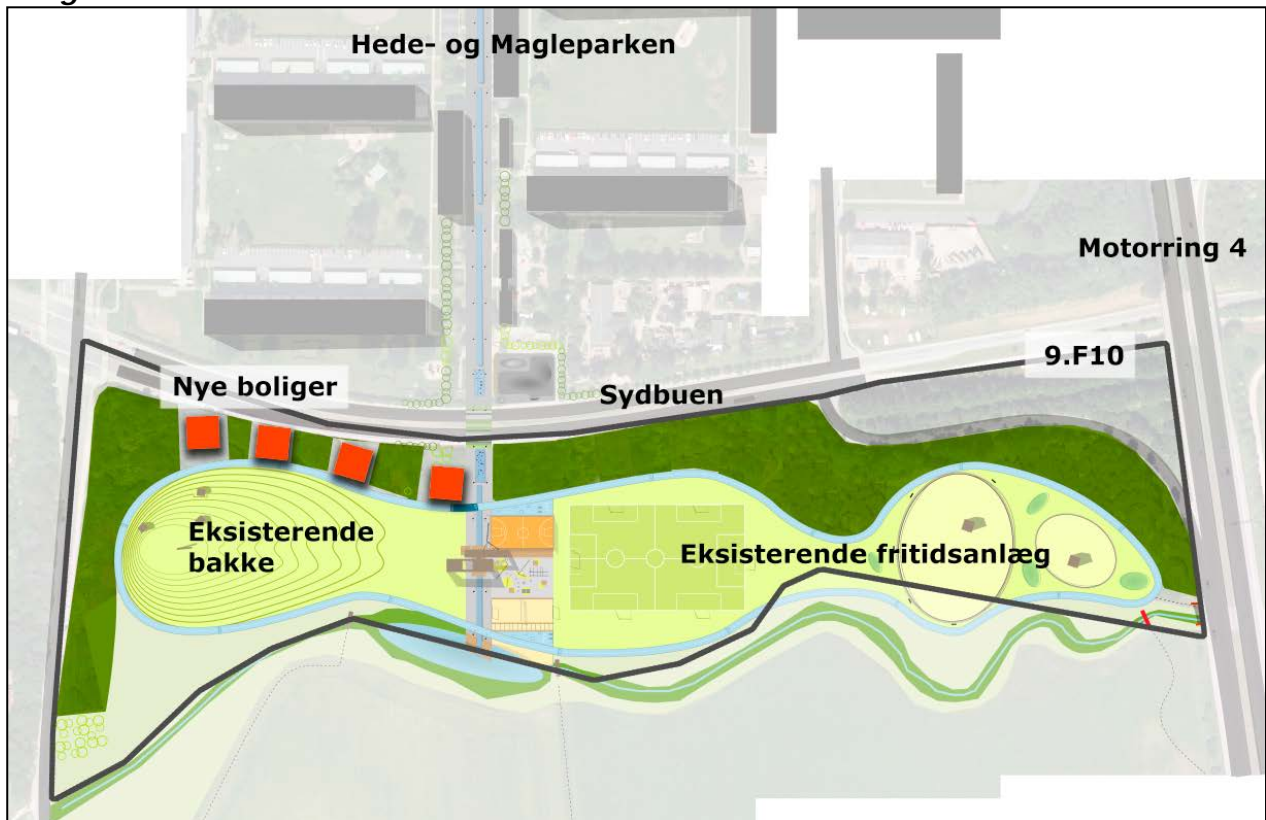 Hede- og Magleparken
Motorring 4
9.F10
Nye boliger
Sydbuen
Eksisterende
bakke
Eksisterende fritidsanlæg